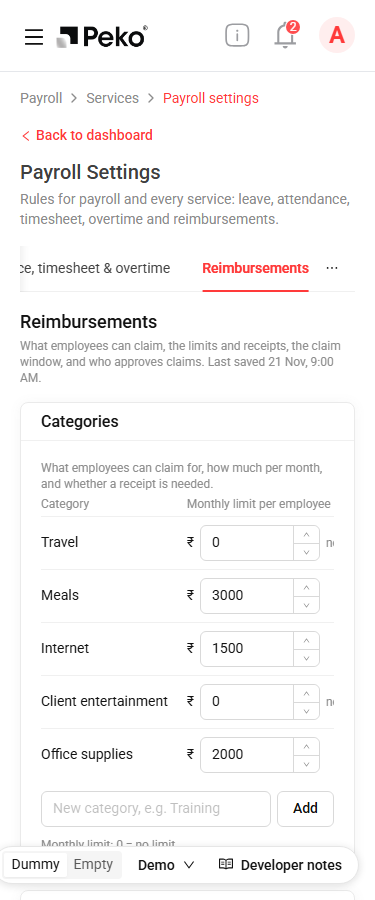 Peko
2
A
Payroll > Services > Payroll settings
Back to dashboard
Payroll Settings
Rules for payroll and every service: leave, attendance,
timesheet, overtime and reimbursements.
ce, timesheet & overtime Reimbursements ...
Reimbursements
What employees can claim, the limits and receipts, the claim
window, and who approves claims. Last saved 21 Nov, 9:00
AM.
Categories
What employees can claim for, how much per month,
and whether a receipt is needed.
Category Monthly limit per employee
Travel ₹ 0
Meals ₹ 3000
Internet ₹ 1500
Client entertainment ₹ 0
Office supplies ₹ 2000
New category, e.g. Training Add
Monthly limit: 0 = no limit
Dummy Empty Demo Developer notes